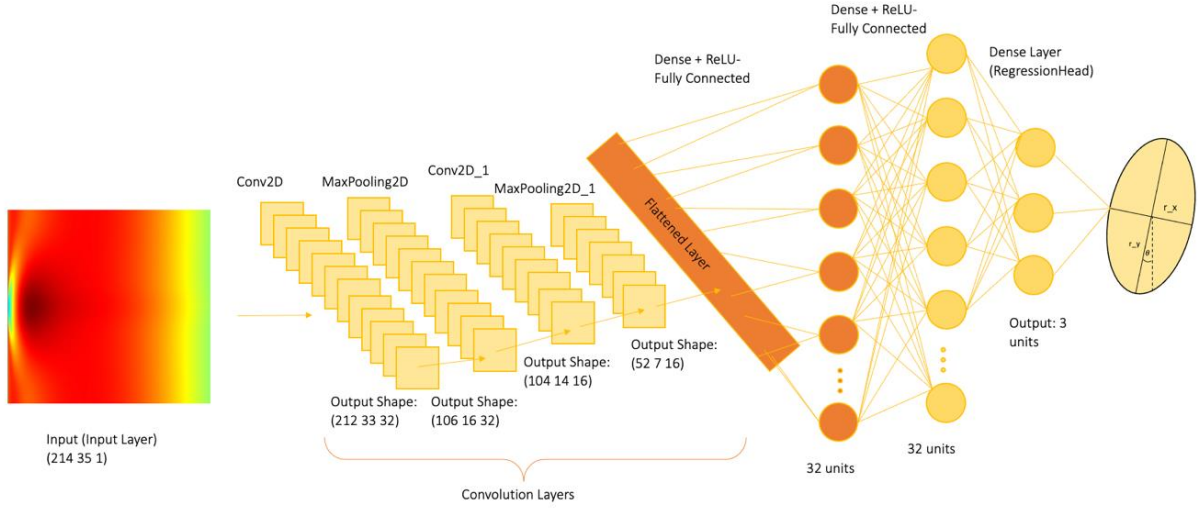 Dense + ReLU-
Fully Connected
Dense + ReLU-
Fully Connected
Dense Layer
(RegressionHead)
Conv2D
MaxPooling2D
Conv2D_1
MaxPooling2D_1
Flattened Layer
r_x
r_y
θ
Output: 3
units
Output Shape:
(212 33 32)
Output Shape:
(106 16 32)
Output Shape:
(104 14 16)
Output Shape:
(52 7 16)
Input (Input Layer)
(214 35 1)
32 units
32 units
Convolution Layers